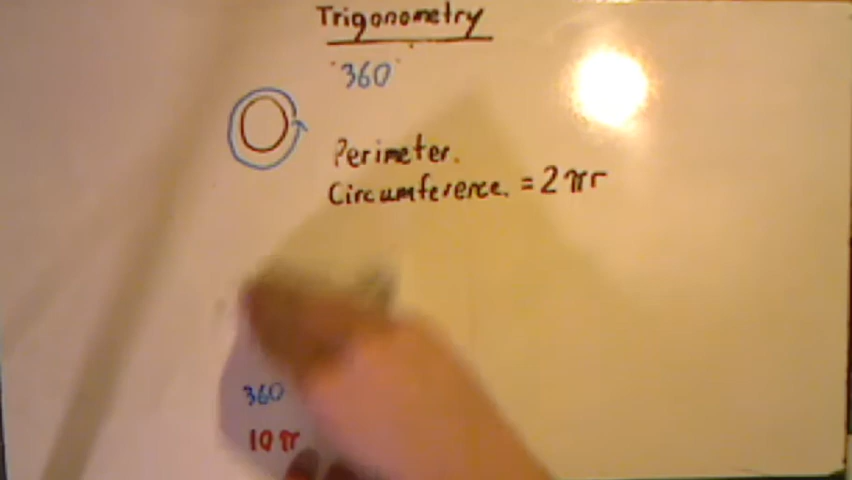 Trigonometry
360
Perimeter.
Circumference. = 2πr
360
10π